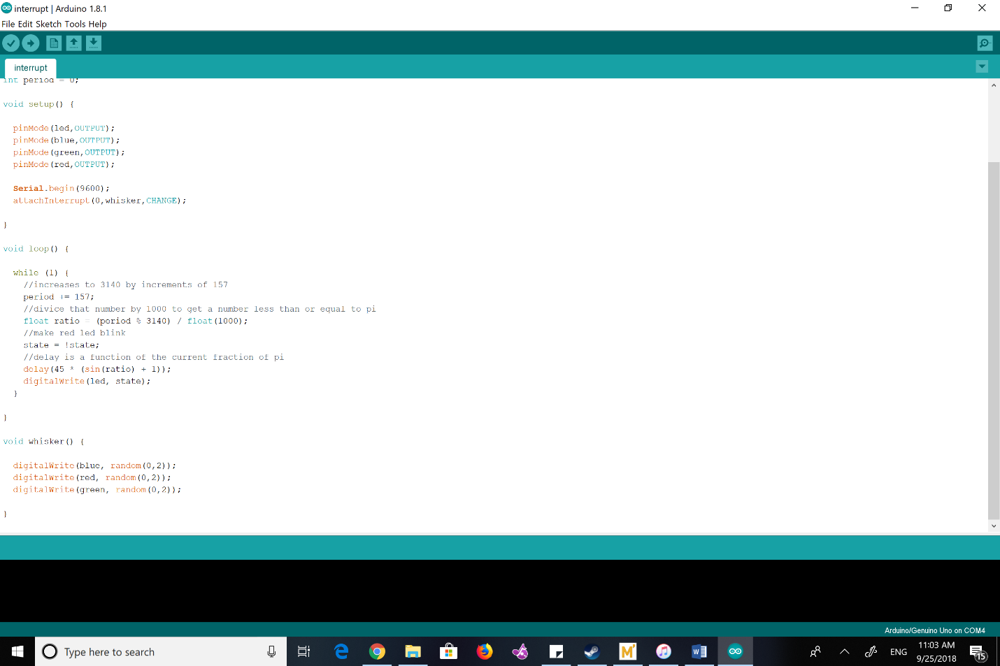 interrupt | Arduino 1.8.1
File Edit Sketch Tools Help
interrupt
int period = 0;
void setup() {
pinMode(led,OUTPUT);
pinMode(blue,OUTPUT);
pinMode(green,OUTPUT);
pinMode(red,OUTPUT);
Serial.begin(9600);
attachInterrupt(0,whisker,CHANGE);
}
void loop() {
while (1) {
//increases to 3140 by increments of 157
period += 157;
//divice that number by 1000 to get a number less than or equal to pi
float ratio = (period % 3140) / float(1000);
//make red led blink
state = !state;
//delay is a function of the current fraction of pi
delay(45 * (sin(ratio) + 1));
digitalWrite(led, state);
}
}
void whisker() {
digitalWrite(blue, random(0,2));
digitalWrite(red, random(0,2));
digitalWrite(green, random(0,2));
}
Arduino/Genuino Uno on COM4
Type here to search
ENG
11:03 AM
9/25/2018
15